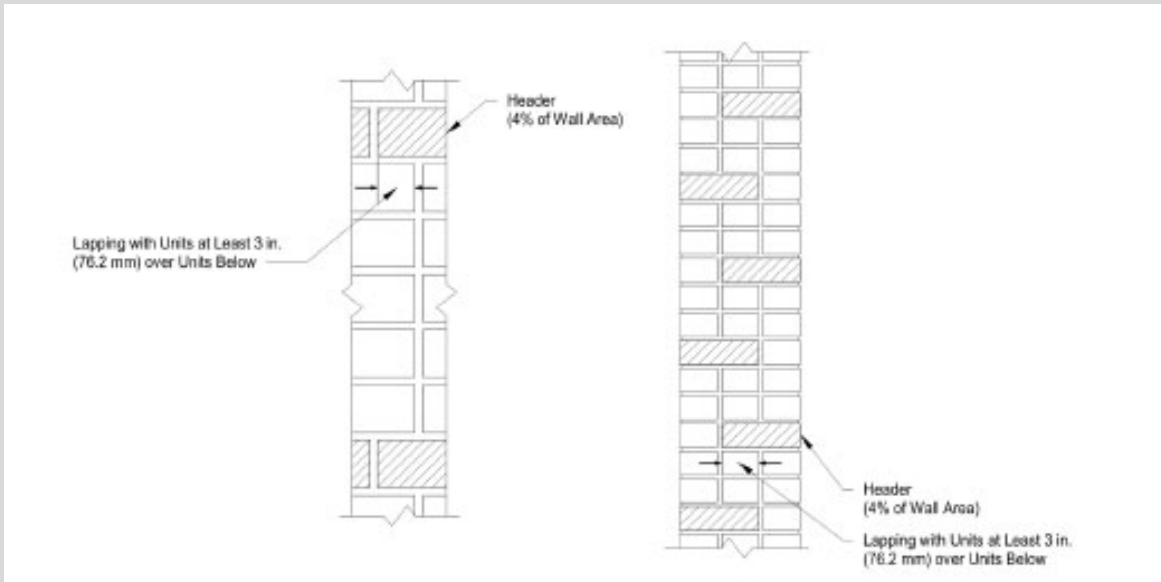 Header
(4% of Wall Area)
Lapping with Units at Least 3 in.
(76.2 mm) over Units Below
Header
(4% of Wall Area)
Lapping with Units at Least 3 in.
(76.2 mm) over Units Below